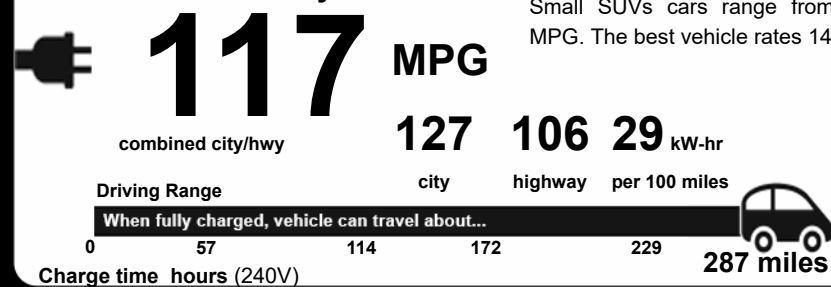 Small SUVs cars range from
MPG. The best vehicle rates 14
117 MPG
combined city/hwy
127 106 29 kW-hr
city highway per 100 miles
Driving Range
When fully charged, vehicle can travel about...
0 57 114 172 229 287 miles
Charge time hours (240V)